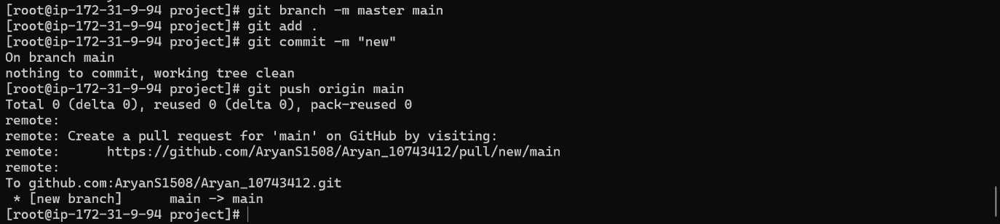 [root@ip-172-31-9-94 project]# git branch -m master main
[root@ip-172-31-9-94 project]# git add .
[root@ip-172-31-9-94 project]# git commit -m "new"
On branch main
nothing to commit, working tree clean
[root@ip-172-31-9-94 project]# git push origin main
Total 0 (delta 0), reused 0 (delta 0), pack-reused 0
remote:
remote: Create a pull request for 'main' on GitHub by visiting:
remote:      https://github.com/AryanS1508/Aryan_10743412/pull/new/main
remote:
To github.com:AryanS1508/Aryan_10743412.git
 * [new branch]      main -> main
[root@ip-172-31-9-94 project]#